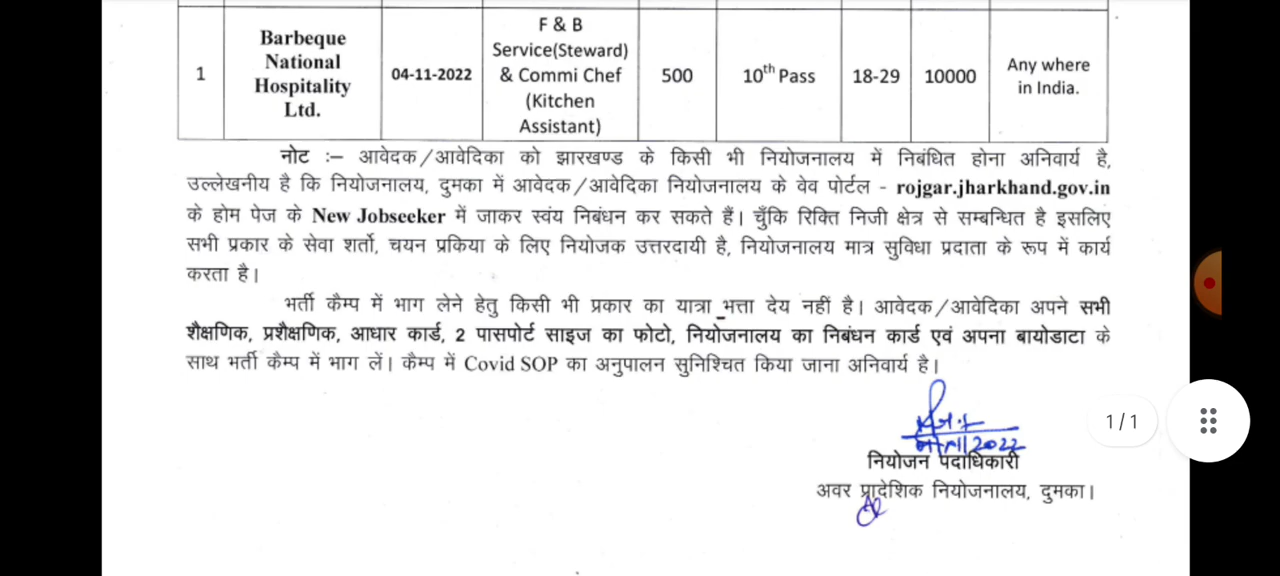 1 Barbeque National Hospitality Ltd. 04-11-2022 F & B Service(Steward) & Commi Chef (Kitchen Assistant) 500 10th Pass 18-29 10000 Any where in India.
नोट :– आवेदक/आवेदिका को झारखण्ड के किसी भी नियोजनालय में निबंधित होना अनिवार्य है,
उल्लेखनीय है कि नियोजनालय, दुमका में आवेदक/आवेदिका नियोजनालय के वेव पोर्टल - rojgar.jharkhand.gov.in
के होम पेज के New Jobseeker में जाकर स्वंय निबंधन कर सकते हैं। चुँकि रिक्ति निजी क्षेत्र से सम्बन्धित है इसलिए
सभी प्रकार के सेवा शर्तो, चयन प्रकिया के लिए नियोजक उत्तरदायी है, नियोजनालय मात्र सुविधा प्रदाता के रूप में कार्य
करता है।
भर्ती कैम्प में भाग लेने हेतु किसी भी प्रकार का यात्रा भत्ता देय नहीं है। आवेदक/आवेदिका अपने सभी
शैक्षणिक, प्रशैक्षणिक, आधार कार्ड, 2 पासपोर्ट साइज का फोटो, नियोजनालय का निबंधन कार्ड एवं अपना बायोडाटा के
साथ भर्ती कैम्प में भाग लें। कैम्प में Covid SOP का अनुपालन सुनिश्चित किया जाना अनिवार्य है।
1/1
नियोजन पदाधिकारी
अवर प्रादेशिक नियोजनालय, दुमका।